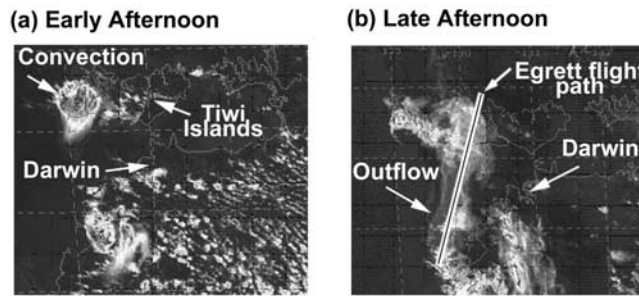 (a) Early Afternoon
Convection
Tiwi
Islands
Darwin
(b) Late Afternoon
Egrett flight
path
Darwin
Outflow